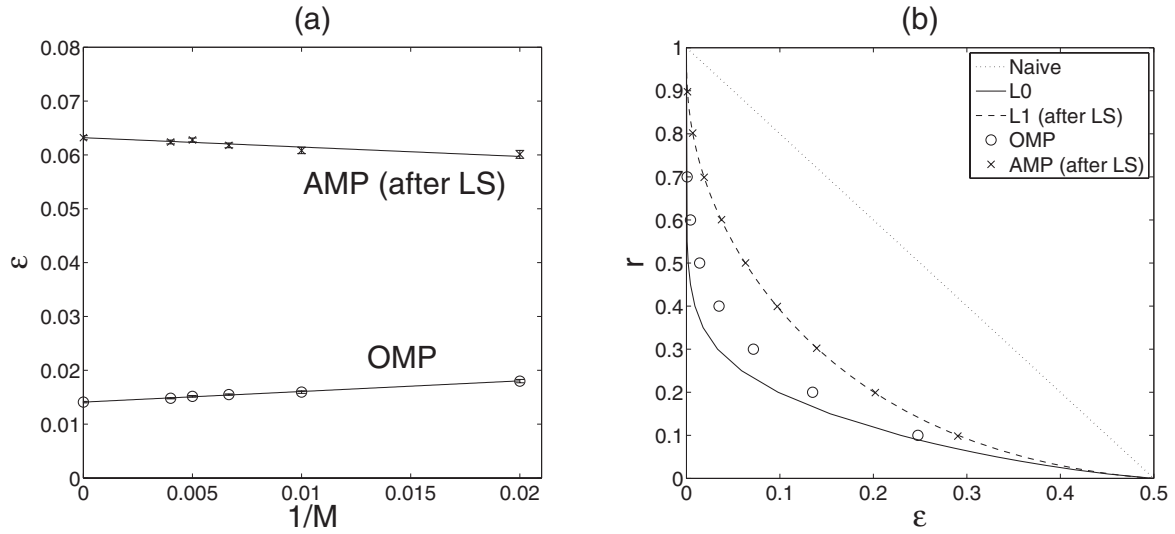 (a)
0.08
0.07
0.06
0.05
0.04
0.03
0.02
0.01
0
ε
AMP (after LS)
OMP
0 0.005 0.01 0.015 0.02
1/M
(b)
1
0.9
0.8
0.7
0.6
0.5
0.4
0.3
0.2
0.1
0
r
Naive
L0
L1 (after LS)
OMP
AMP (after LS)
0 0.1 0.2 0.3 0.4 0.5
ε